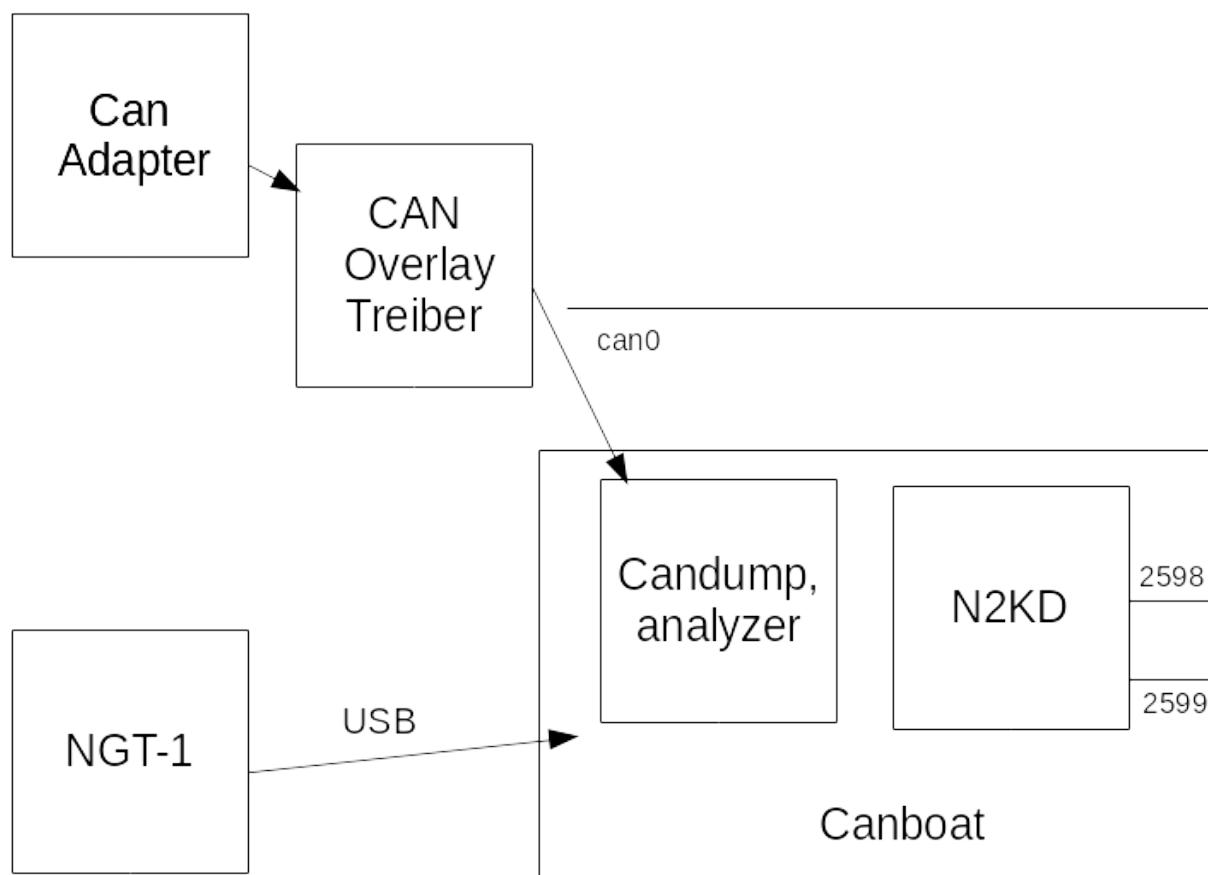 Can
Adapter
CAN
Overlay
Treiber
can0
Candump,
analyzer
N2KD
2598
2599
NGT-1
USB
Canboat